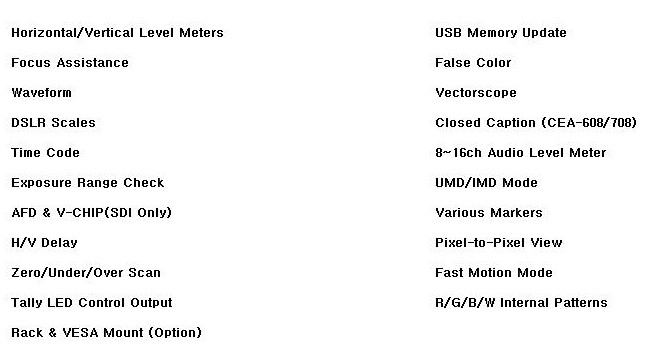 Horizontal/Vertical Level Meters
Focus Assistance
Waveform
DSLR Scales
Time Code
Exposure Range Check
AFD & V-CHIP(SDI Only)
H/V Delay
Zero/Under/Over Scan
Tally LED Control Output
Rack & VESA Mount (Option)
USB Memory Update
False Color
Vectorscope
Closed Caption (CEA-608/708)
8~16ch Audio Level Meter
UMD/IMD Mode
Various Markers
Pixel-to-Pixel View
Fast Motion Mode
R/G/B/W Internal Patterns